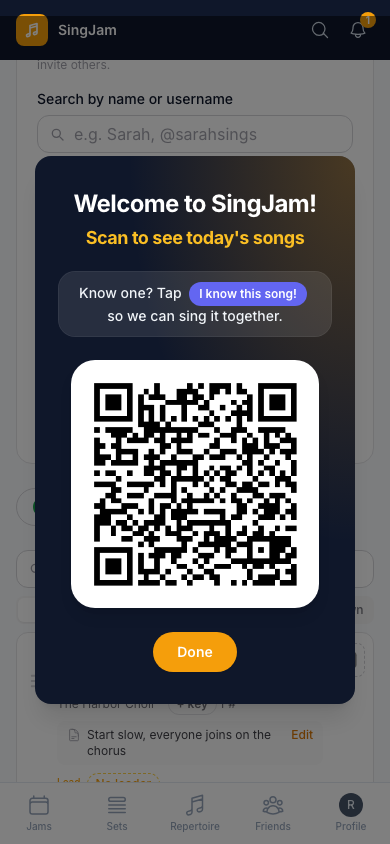 SingJam
1
invite others.
Search by name or username
e.g. Sarah, @sarahsings
Welcome to SingJam!
Scan to see today's songs
Know one? Tap I know this song!
so we can sing it together.
Done
The Harbor Choir + key
Start slow, everyone joins on the Edit
chorus
Lead No leader
Jams Sets Repertoire Friends R Profile